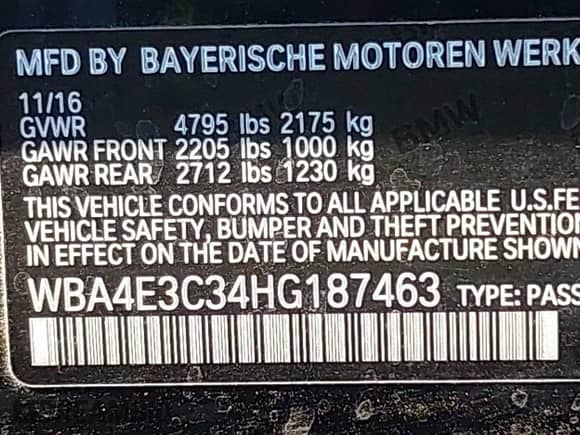 MFD BY BAYERISCHE MOTOREN WERK
11/16
GVWR 4795 lbs 2175 kg
GAWR FRONT 2205 lbs 1000 kg
GAWR REAR 2712 lbs 1230 kg
THIS VEHICLE CONFORMS TO ALL APPLICABLE U.S.FE
VEHICLE SAFETY, BUMPER AND THEFT PREVENTIO
IN EFFECT ON THE DATE OF MANUFACTURE SHOWN
WBA4E3C34HG187463 TYPE: PASS
BMW